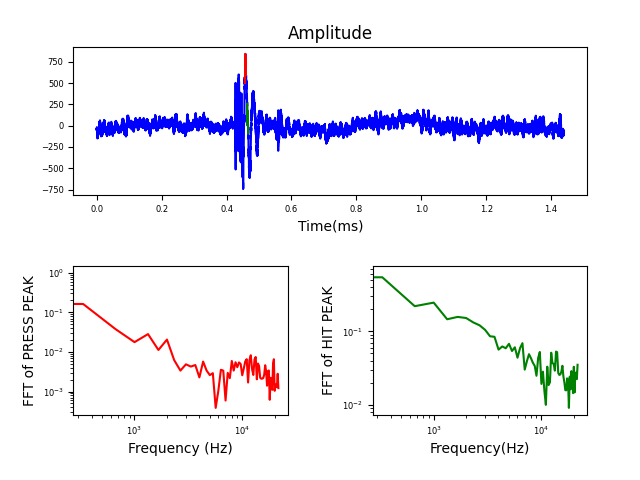 Amplitude
750
500
250
0
−250
−500
−750
0.0 0.2 0.4 0.6 0.8 1.0 1.2 1.4
Time(ms)
FFT of PRESS PEAK
10⁰
10⁻¹
10⁻²
10⁻³
10³ 10⁴
Frequency (Hz)
FFT of HIT PEAK
10⁻¹
10⁻²
10³ 10⁴
Frequency(Hz)